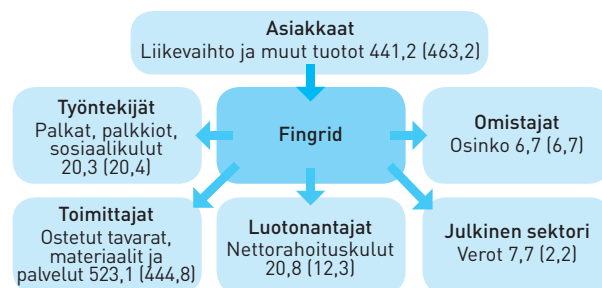 Asiakkaat
Liikevaihto ja muut tuotot 441,2 (463,2)
Työntekijät
Palkat, palkkiot,
sosiaalikulut
20,3 (20,4)
Fingrid
Omistajat
Osinko 6,7 (6,7)
Toimittajat
Ostetut tavarat,
materiaalit ja
palvelut 523,1 (444,8)
Luotonantajat
Nettorahoituskulut
20,8 (12,3)
Julkinen sektori
Verot 7,7 (2,2)